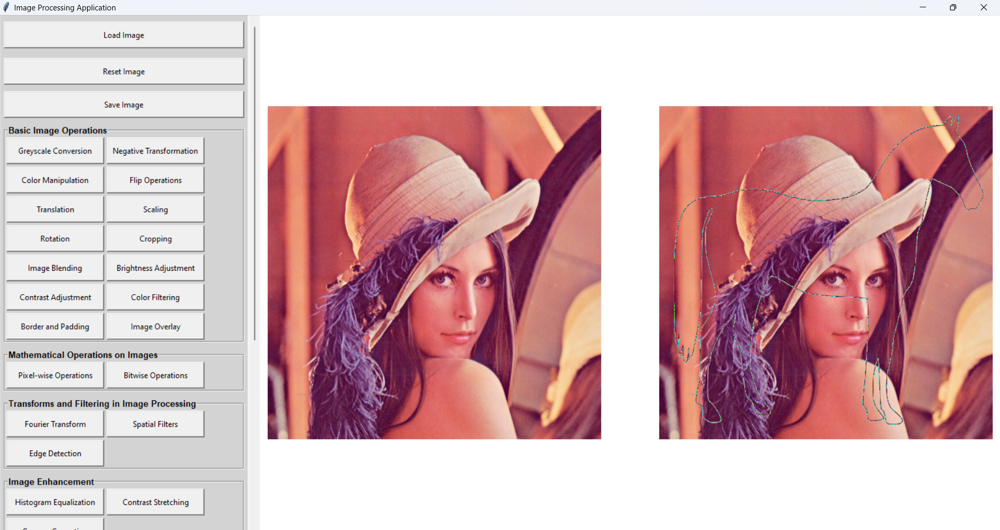 Image Processing Application
Load Image
Reset Image
Save Image
Basic Image Operations
Greyscale Conversion Negative Transformation
Color Manipulation Flip Operations
Translation Scaling
Rotation Cropping
Image Blending Brightness Adjustment
Contrast Adjustment Color Filtering
Border and Padding Image Overlay
Mathematical Operations on Images
Pixel-wise Operations Bitwise Operations
Transforms and Filtering in Image Processing
Fourier Transform Spatial Filters
Edge Detection
Image Enhancement
Histogram Equalization Contrast Stretching